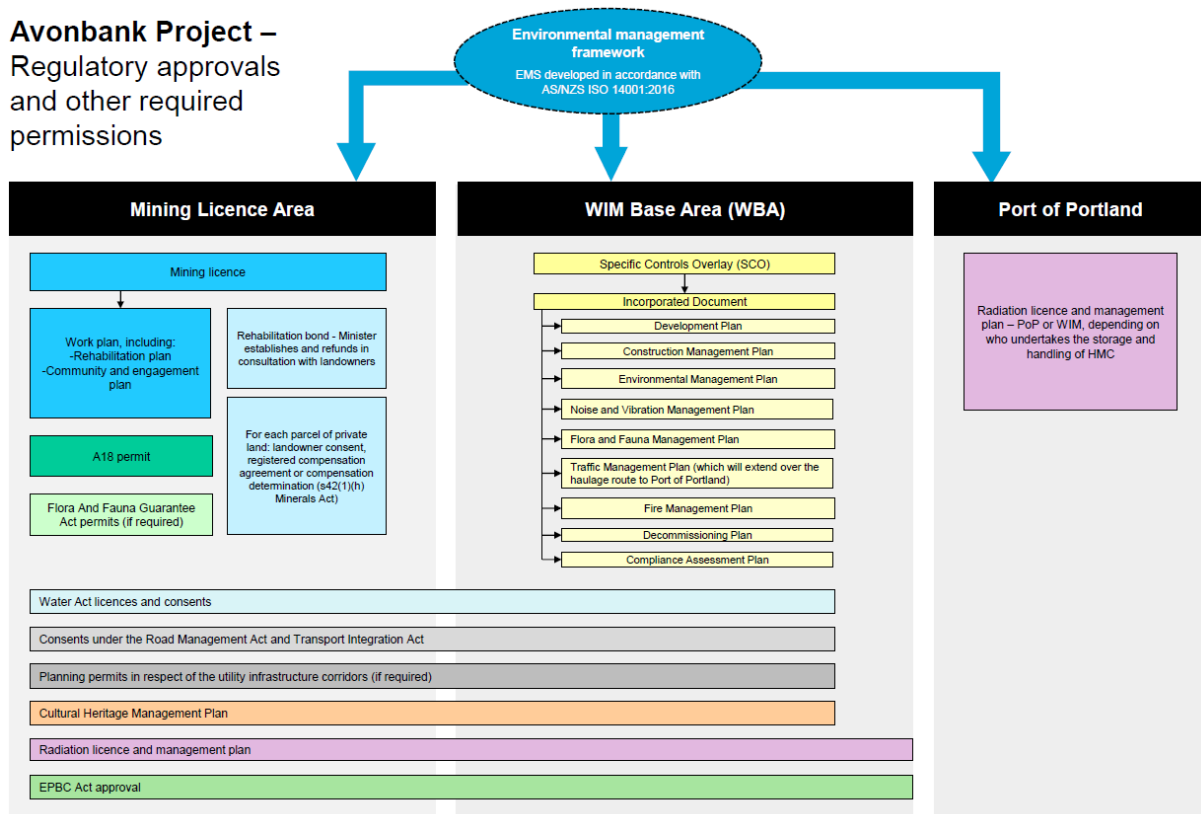 Avonbank Project –
Regulatory approvals
and other required
permissions
Environmental management
framework
EMS developed in accordance with
AS/NZS ISO 14001:2016
Mining Licence Area
Mining licence
Work plan, including:
-Rehabilitation plan
-Community and engagement
plan
Rehabilitation bond - Minister
establishes and refunds in
consultation with landowners
A18 permit
For each parcel of private
land: landowner consent,
registered compensation
agreement or compensation
determination (s42(1)(h)
Minerals Act)
Flora And Fauna Guarantee
Act permits (if required)
WIM Base Area (WBA)
Specific Controls Overlay (SCO)
Incorporated Document
Development Plan
Construction Management Plan
Environmental Management Plan
Noise and Vibration Management Plan
Flora and Fauna Management Plan
Traffic Management Plan (which will extend over the
haulage route to Port of Portland)
Fire Management Plan
Decommissioning Plan
Compliance Assessment Plan
Port of Portland
Radiation licence and management
plan – PoP or WIM, depending on
who undertakes the storage and
handling of HMC
Water Act licences and consents
Consents under the Road Management Act and Transport Integration Act
Planning permits in respect of the utility infrastructure corridors (if required)
Cultural Heritage Management Plan
Radiation licence and management plan
EPBC Act approval